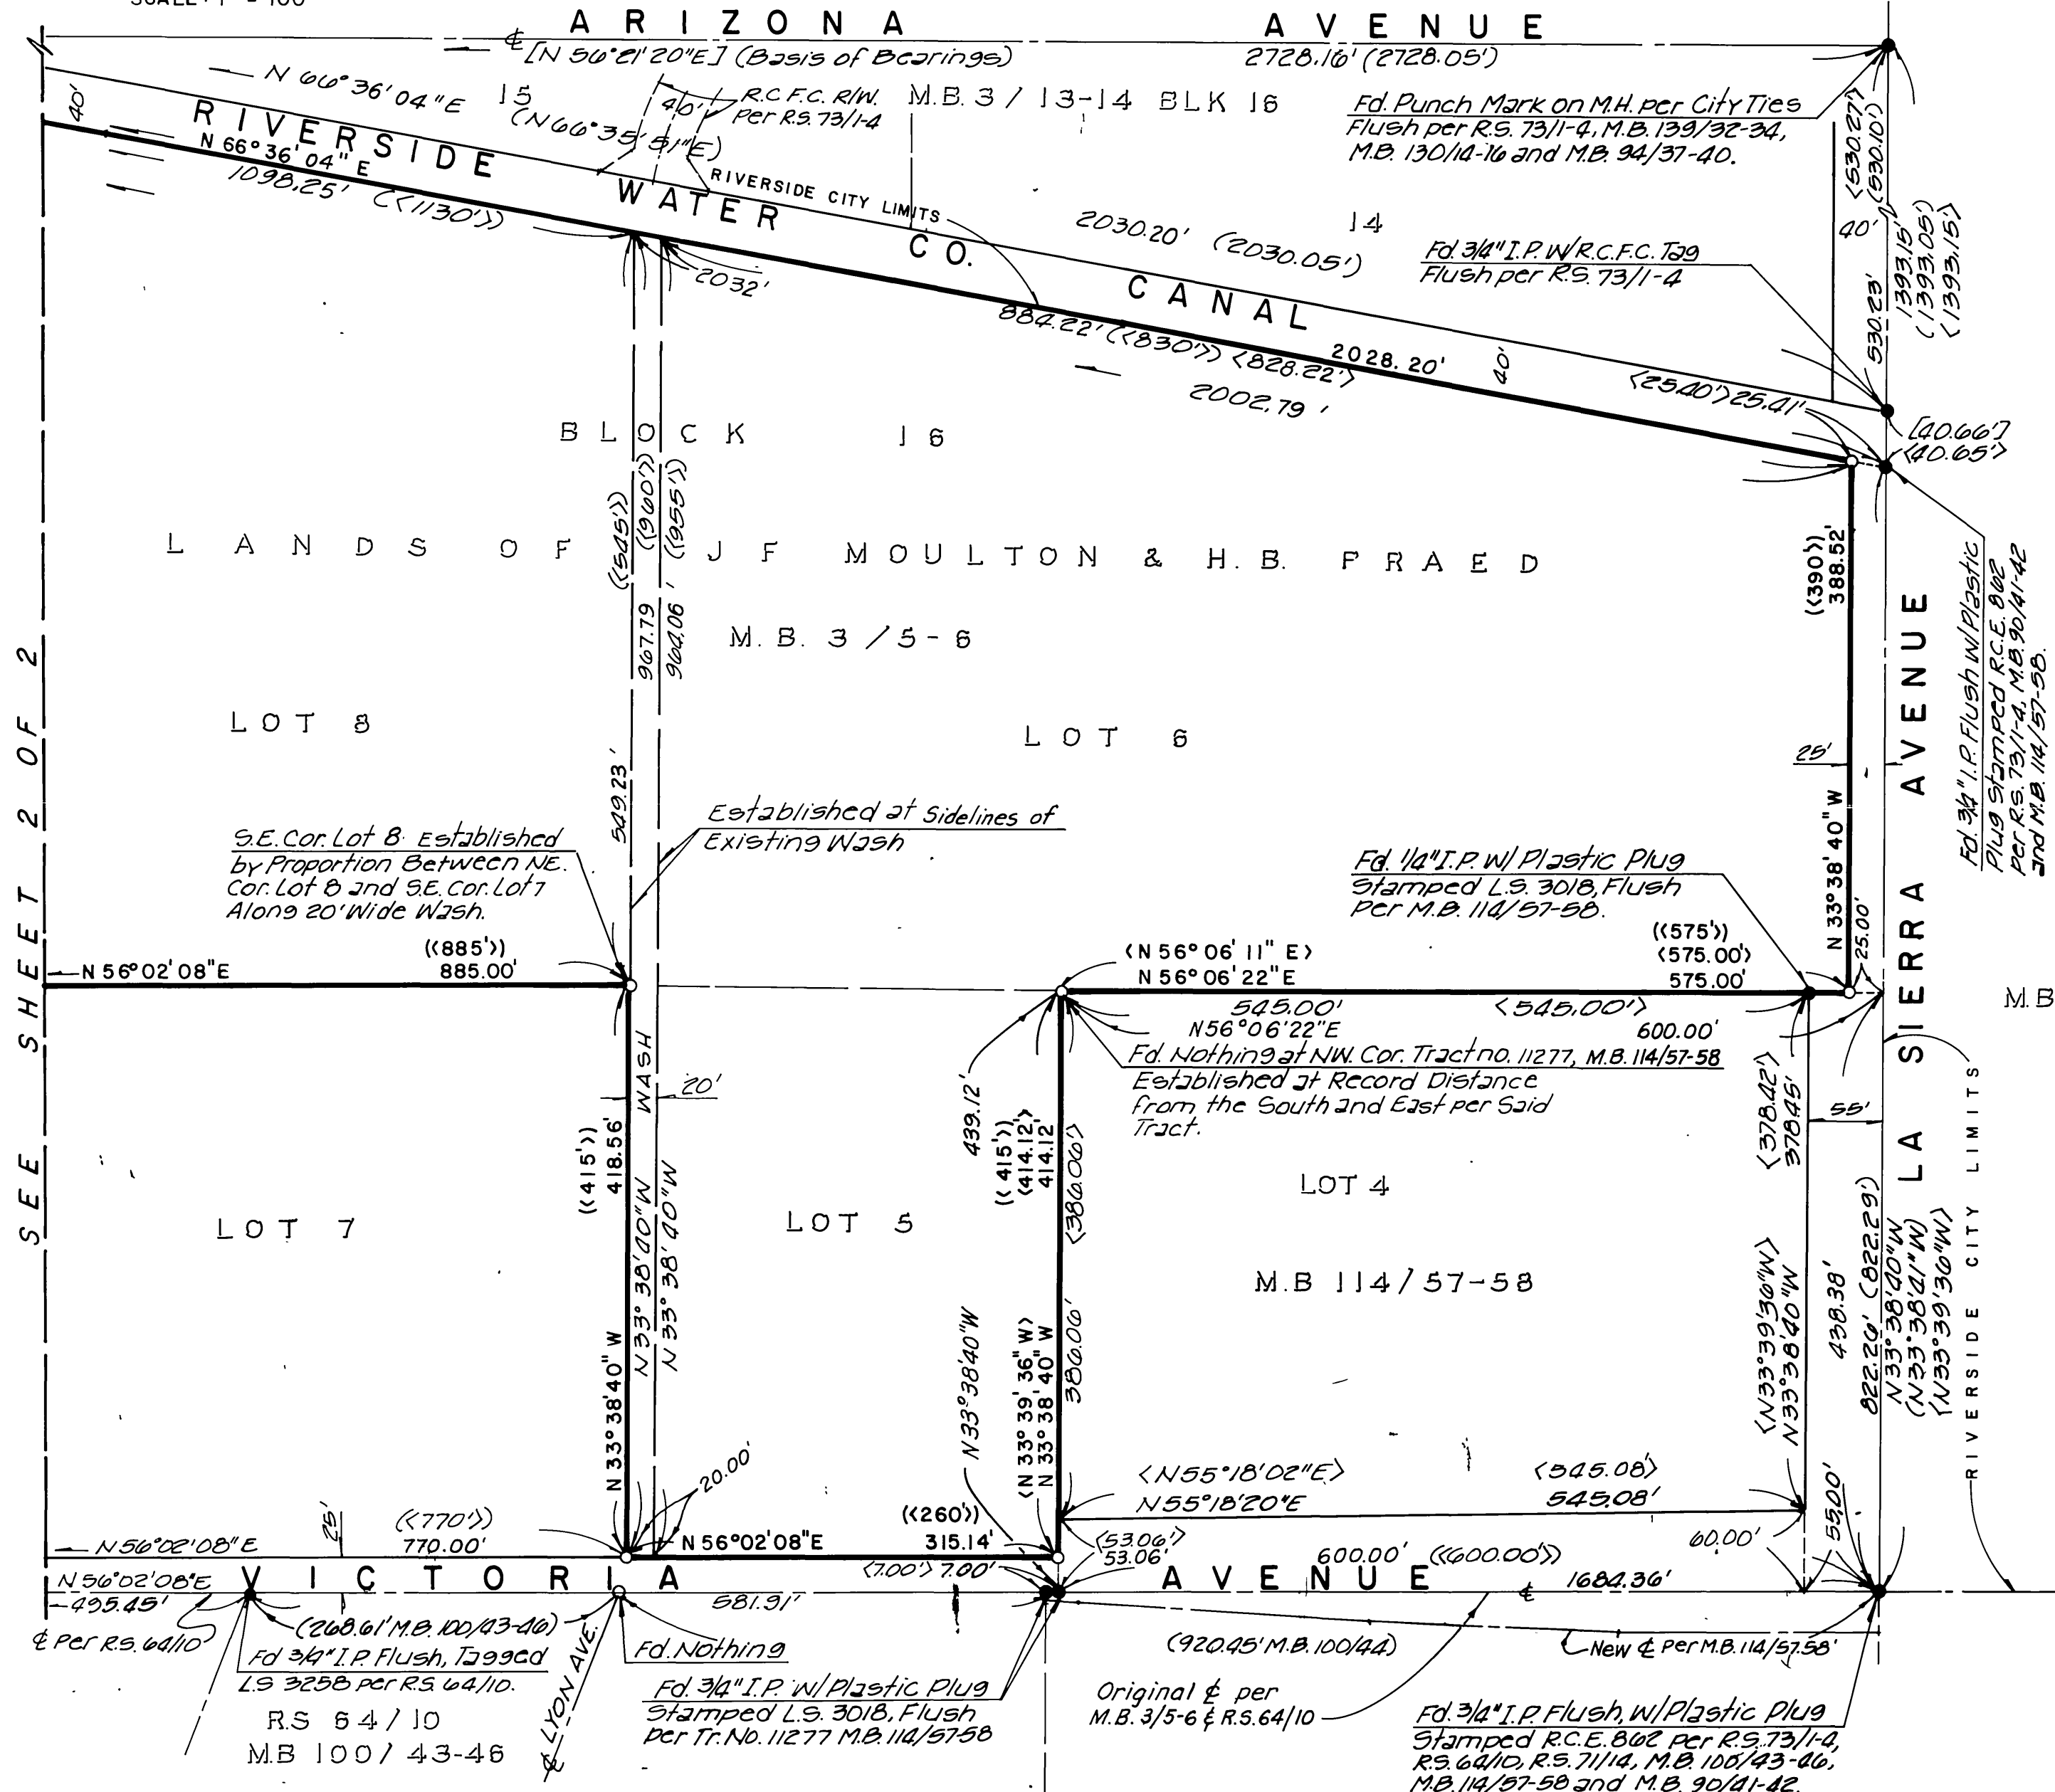 ARIZONA AVENUE
℄ [N 56°21'20"E] (Basis of Bearings)
2728.16' (2728.05')
N 66°36'04"E
15
(N66°35'51"E)
40'
40'
R.C F.C. R/W.
Per R.S. 73/1-4
M.B. 3 / 13-14 BLK 16
Fd. Punch Mark on M.H. per City Ties
Flush per R.S. 73/1-4, M.B. 139/32-34,
M.B. 130/14-16 and M.B. 94/37-40.
<530.27'>
(530.10')
40'
530.23'
1393.15'
(1393.05')
<1393.15'>
RIVERSIDE WATER CO. CANAL
N 66°36'04" E
1098.25' (<1130'>)
RIVERSIDE CITY LIMITS
2030.20' (2030.05')
14
Fd. 3/4" I.P. W/R.C.F.C. Tag
Flush per R.S. 73/1-4
2032'
884.22' (<830'>) <828.22'>
2028.20'
40'
2002.79'
<25.40'> 25.41'
[40.66']
<40.65'>
BLOCK 16
LANDS OF J F MOULTON & H.B. FRAED
M.B. 3 / 5-6
(<545'>)
(<960'>)
(<955'>)
967.79
964.06'
549.23'
(<390'>)
388.52'
Fd. 3/4" I.P. Flush W/Plastic
Plug Stamped R.C.E. 862
per R.S. 73/1-4, M.B. 90/41-42
and M.B. 114/57-58.
LOT 8
LOT 6
25'
N 33°38'40" W
25.00'
SEE SHEET 2 OF 2
LA SIERRA AVENUE
S.E. Cor. Lot 8 Established
by Proportion Between NE.
Cor. Lot 8 and S.E. Cor. Lot 7
Along 20' Wide Wash.
Established at Sidelines of
Existing Wash
Fd. 1/4" I.P. W/ Plastic Plug
Stamped L.S. 3018, Flush
Per M.B. 114/57-58.
(<885'>)
N 56°02'08"E
885.00'
<N 56°06'11" E>
N 56°06'22"E
(<575'>)
<575.00'>
575.00'
545.00'
<545.00'>
N56°06'22"E
600.00'
M.B
Fd. Nothing at NW. Cor. Tract no. 11277, M.B. 114/57-58
Established at Record Distance
from the South and East per Said
Tract.
WASH
20'
(<415'>)
418.56'
N 33°38'40" W
N33°38'40"W
N 33°38'40"W
439.12'
(<415'>)
<414.12'>
414.12'
<386.06'>
386.06'
N33°38'40"W
<N 33°39'36" W>
N 33°38'40" W
<378.42'>
378.45'
55'
LOT 7
LOT 5
LOT 4
M.B 114/57-58
<N33°39'36"W>
N33°38'40"W
438.38'
822.26' (822.29')
N33°38'40"W
(N33°38'41"W)
<N33°39'36"W>
RIVERSIDE CITY LIMITS
20.00'
<N55°18'02"E>
<545.08'>
N55°18'20"E
545.08'
N56°02'08"E
25'
(<770'>)
770.00'
N 56°02'08"E
(<260'>)
315.14'
<53.06'>
53.06'
<7.00'> 7.00'
60.00'
55.00'
VICTORIA AVENUE
600.00' (<600.00'>)
N56°02'08"E
495.45'
581.91'
℄
1684.36'
℄ Per R.S. 64/10
(268.61' M.B. 100/43-46)
Fd 3/4" I.P. Flush, Tagged
L.S 3258 per R.S. 64/10.
Fd. Nothing
℄ LYON AVE.
R.S 64/10
M.B 100/43-46
Fd. 3/4" I.P. W/Plastic Plug
Stamped L.S. 3018, Flush
per Tr. No. 11277 M.B. 114/57-58
(920.45' M.B. 100/44)
New ℄ Per M.B. 114/57-58'
Original ℄ per
M.B. 3/5-6 & R.S. 64/10
Fd. 3/4" I.P. Flush, W/Plastic Plug
Stamped R.C.E. 862 per R.S. 73/1-4,
R.S. 64/10, R.S. 71/14, M.B. 100/43-46,
M.B. 114/57-58 and M.B. 90/41-42.